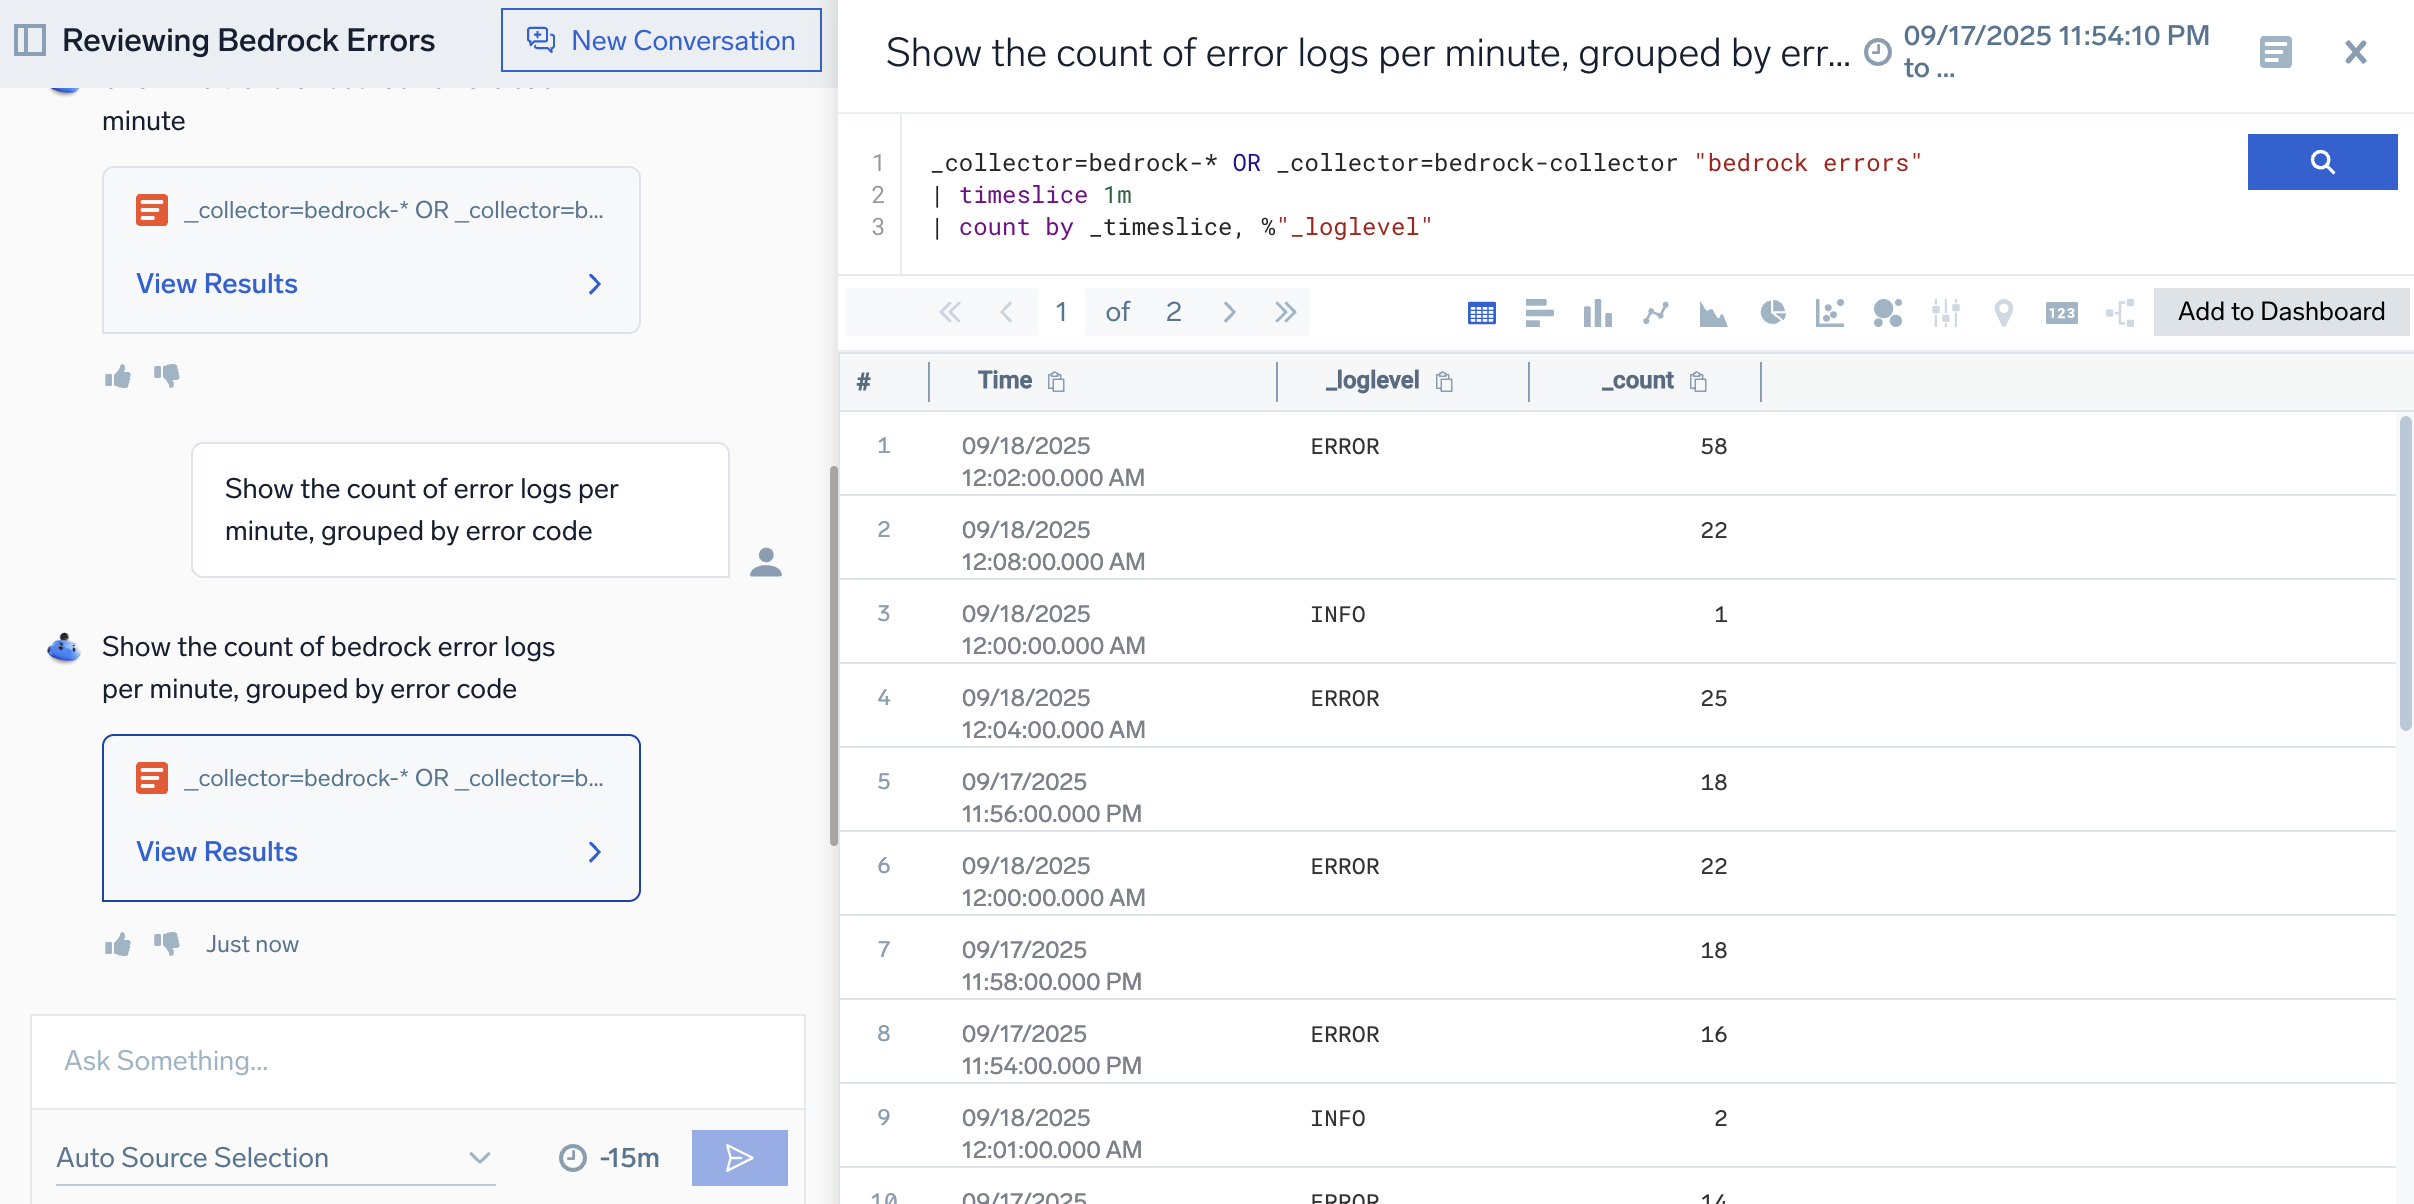 Reviewing Bedrock Errors
New Conversation
minute
_collector=bedrock-* OR _collector=b...
View Results
Show the count of error logs per
minute, grouped by error code
Show the count of bedrock error logs
per minute, grouped by error code
_collector=bedrock-* OR _collector=b...
View Results
Just now
Ask Something...
Auto Source Selection
-15m
Show the count of error logs per minute, grouped by err...
09/17/2025 11:54:10 PM
to ...
1 _collector=bedrock-* OR _collector=bedrock-collector "bedrock errors"
2 | timeslice 1m
3 | count by _timeslice, %"_loglevel"
1 of 2
123
Add to Dashboard
# Time _loglevel _count
1 09/18/2025 12:02:00.000 AM ERROR 58
2 09/18/2025 12:08:00.000 AM 22
3 09/18/2025 12:00:00.000 AM INFO 1
4 09/18/2025 12:04:00.000 AM ERROR 25
5 09/17/2025 11:56:00.000 PM 18
6 09/18/2025 12:00:00.000 AM ERROR 22
7 09/17/2025 11:58:00.000 PM 18
8 09/17/2025 11:54:00.000 PM ERROR 16
9 09/18/2025 12:01:00.000 AM INFO 2
10 09/17/2025 ERROR 14